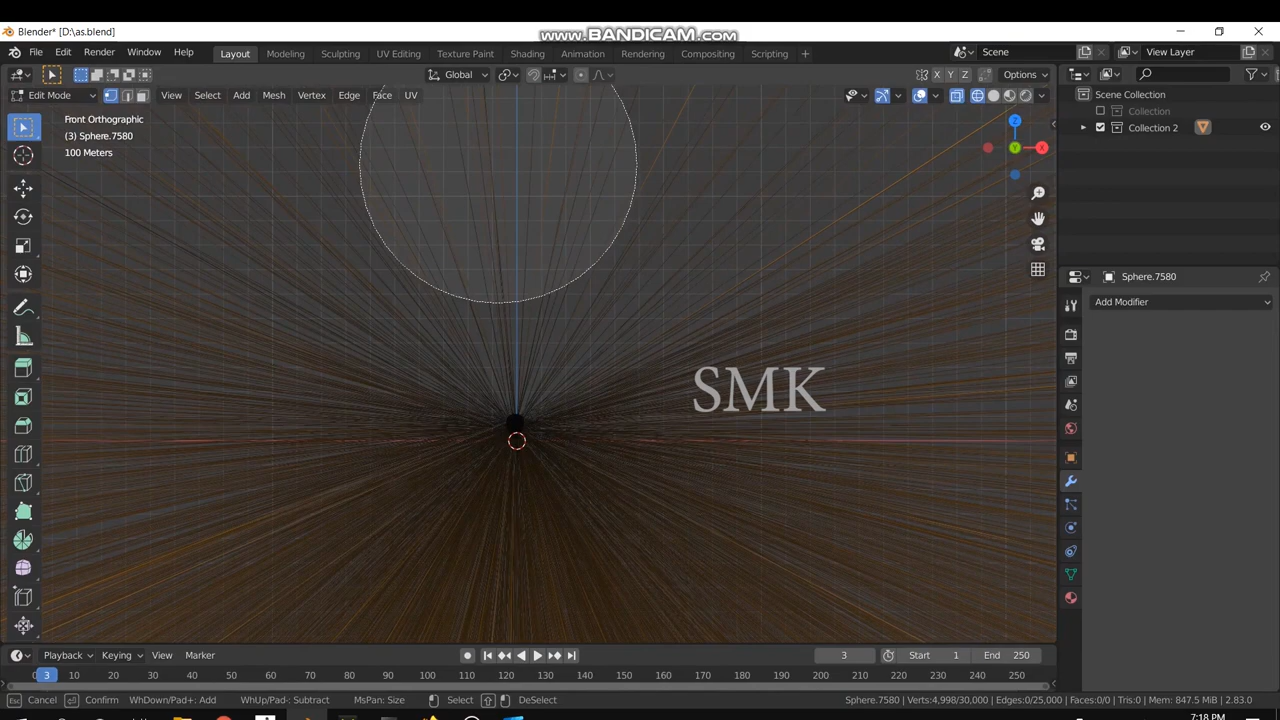 www.BANDICAM.com
Blender* [D:\as.blend]
File Edit Render Window Help Layout Modeling Sculpting UV Editing Texture Paint Shading Animation Rendering Compositing Scripting + Scene View Layer
Global Options X Y Z
Edit Mode View Select Add Mesh Vertex Edge Face UV
Scene Collection
Collection
Collection 2
Front Orthographic
(3) Sphere.7580
100 Meters
Z
Y
X
Sphere.7580
Add Modifier
SMK
Playback Keying View Marker 3 Start 1 End 250
0 3 10 20 30 40 50 60 70 80 90 100 110 120 130 140 150 160 170 180 190 200 210 220 230 240 250
Esc Cancel Confirm WhDown/Pad+: Add WhUp/Pad-: Subtract MsPan: Size Select DeSelect Sphere.7580 | Verts:4,998/30,000 | Edges:0/25,000 | Faces:0/0 | Tris:0 | Mem: 847.5 MiB | 2.83.0
7:18 PM